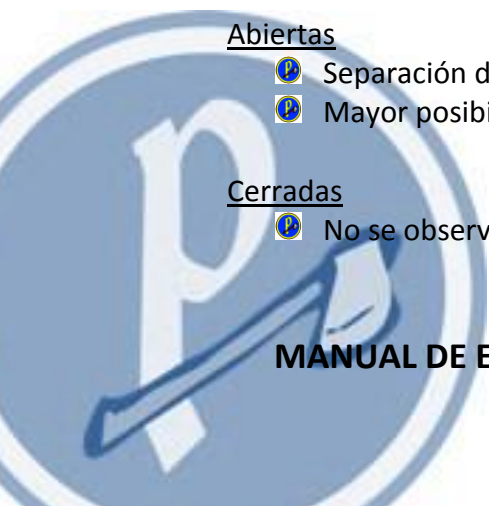 Abiertas
Separación d
Mayor posibi
Cerradas
No se observ
MANUAL DE E
P